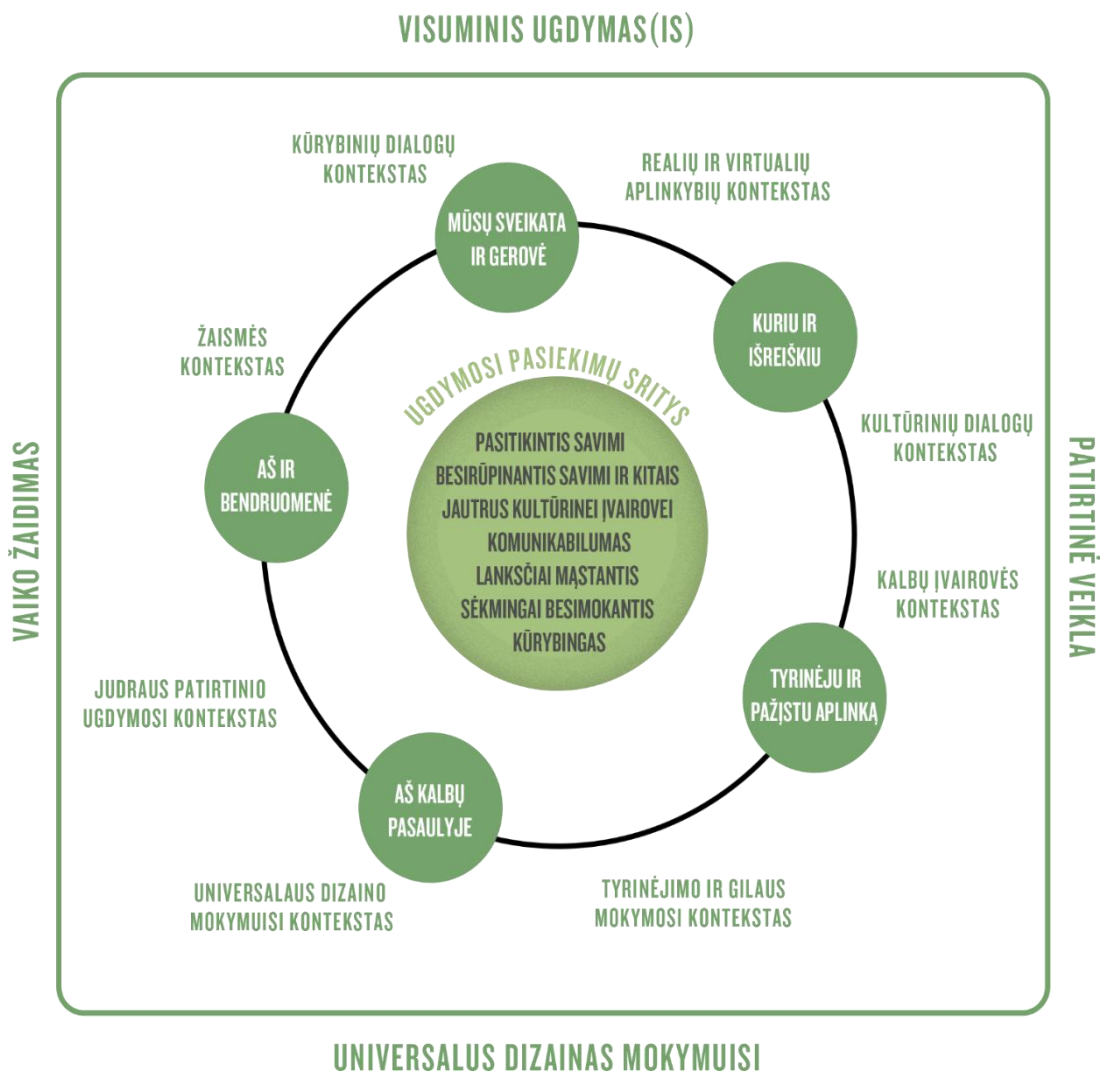 VISUMINIS UGDYMAS(IS)
KŪRYBINIŲ DIALOGŲ
KONTEKSTAS
REALIŲ IR VIRTUALIŲ
APLINKYBIŲ KONTEKSTAS
MŪSŲ SVEIKATA
IR GEROVĖ
KURIU IR
IŠREIŠKIU
ŽAISMĖS
KONTEKSTAS
UGDYMOSI PASIEKIMŲ SRITYS
KULTŪRINIŲ DIALOGŲ
KONTEKSTAS
AŠ IR
BENDRUOMENĖ
PASITIKINTIS SAVIMI
BESIRŪPINANTIS SAVIMI IR KITAIS
JAUTRUS KULTŪRINEI ĮVAIROVEI
KOMUNIKABILUMAS
LANKSČIAI MĄSTANTIS
SĖKMINGAI BESIMOKANTIS
KŪRYBINGAS
VAIKO ŽAIDIMAS
PATIRTINĖ VEIKLA
KALBŲ ĮVAIROVĖS
KONTEKSTAS
TYRINĖJU IR
PAŽĮSTU APLINKĄ
JUDRAUS PATIRTINIO
UGDYMOSI KONTEKSTAS
AŠ KALBŲ
PASAULYJE
UNIVERSALAUS DIZAINO
MOKYMUISI KONTEKSTAS
TYRINĖJIMO IR GILAUS
MOKYMOSI KONTEKSTAS
UNIVERSALUS DIZAINAS MOKYMUISI